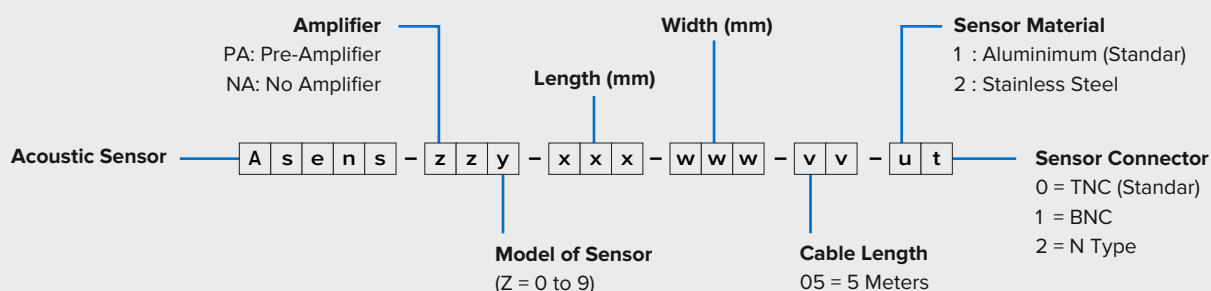 Amplifier
PA: Pre-Amplifier
NA: No Amplifier
Length (mm)
Width (mm)
Sensor Material
1 : Aluminimum (Standar)
2 : Stainless Steel
Acoustic Sensor
A s e n s - z z y - x x x - w w w - v v - u t
Sensor Connector
0 = TNC (Standar)
1 = BNC
2 = N Type
Model of Sensor
(Z = 0 to 9)
Cable Length
05 = 5 Meters